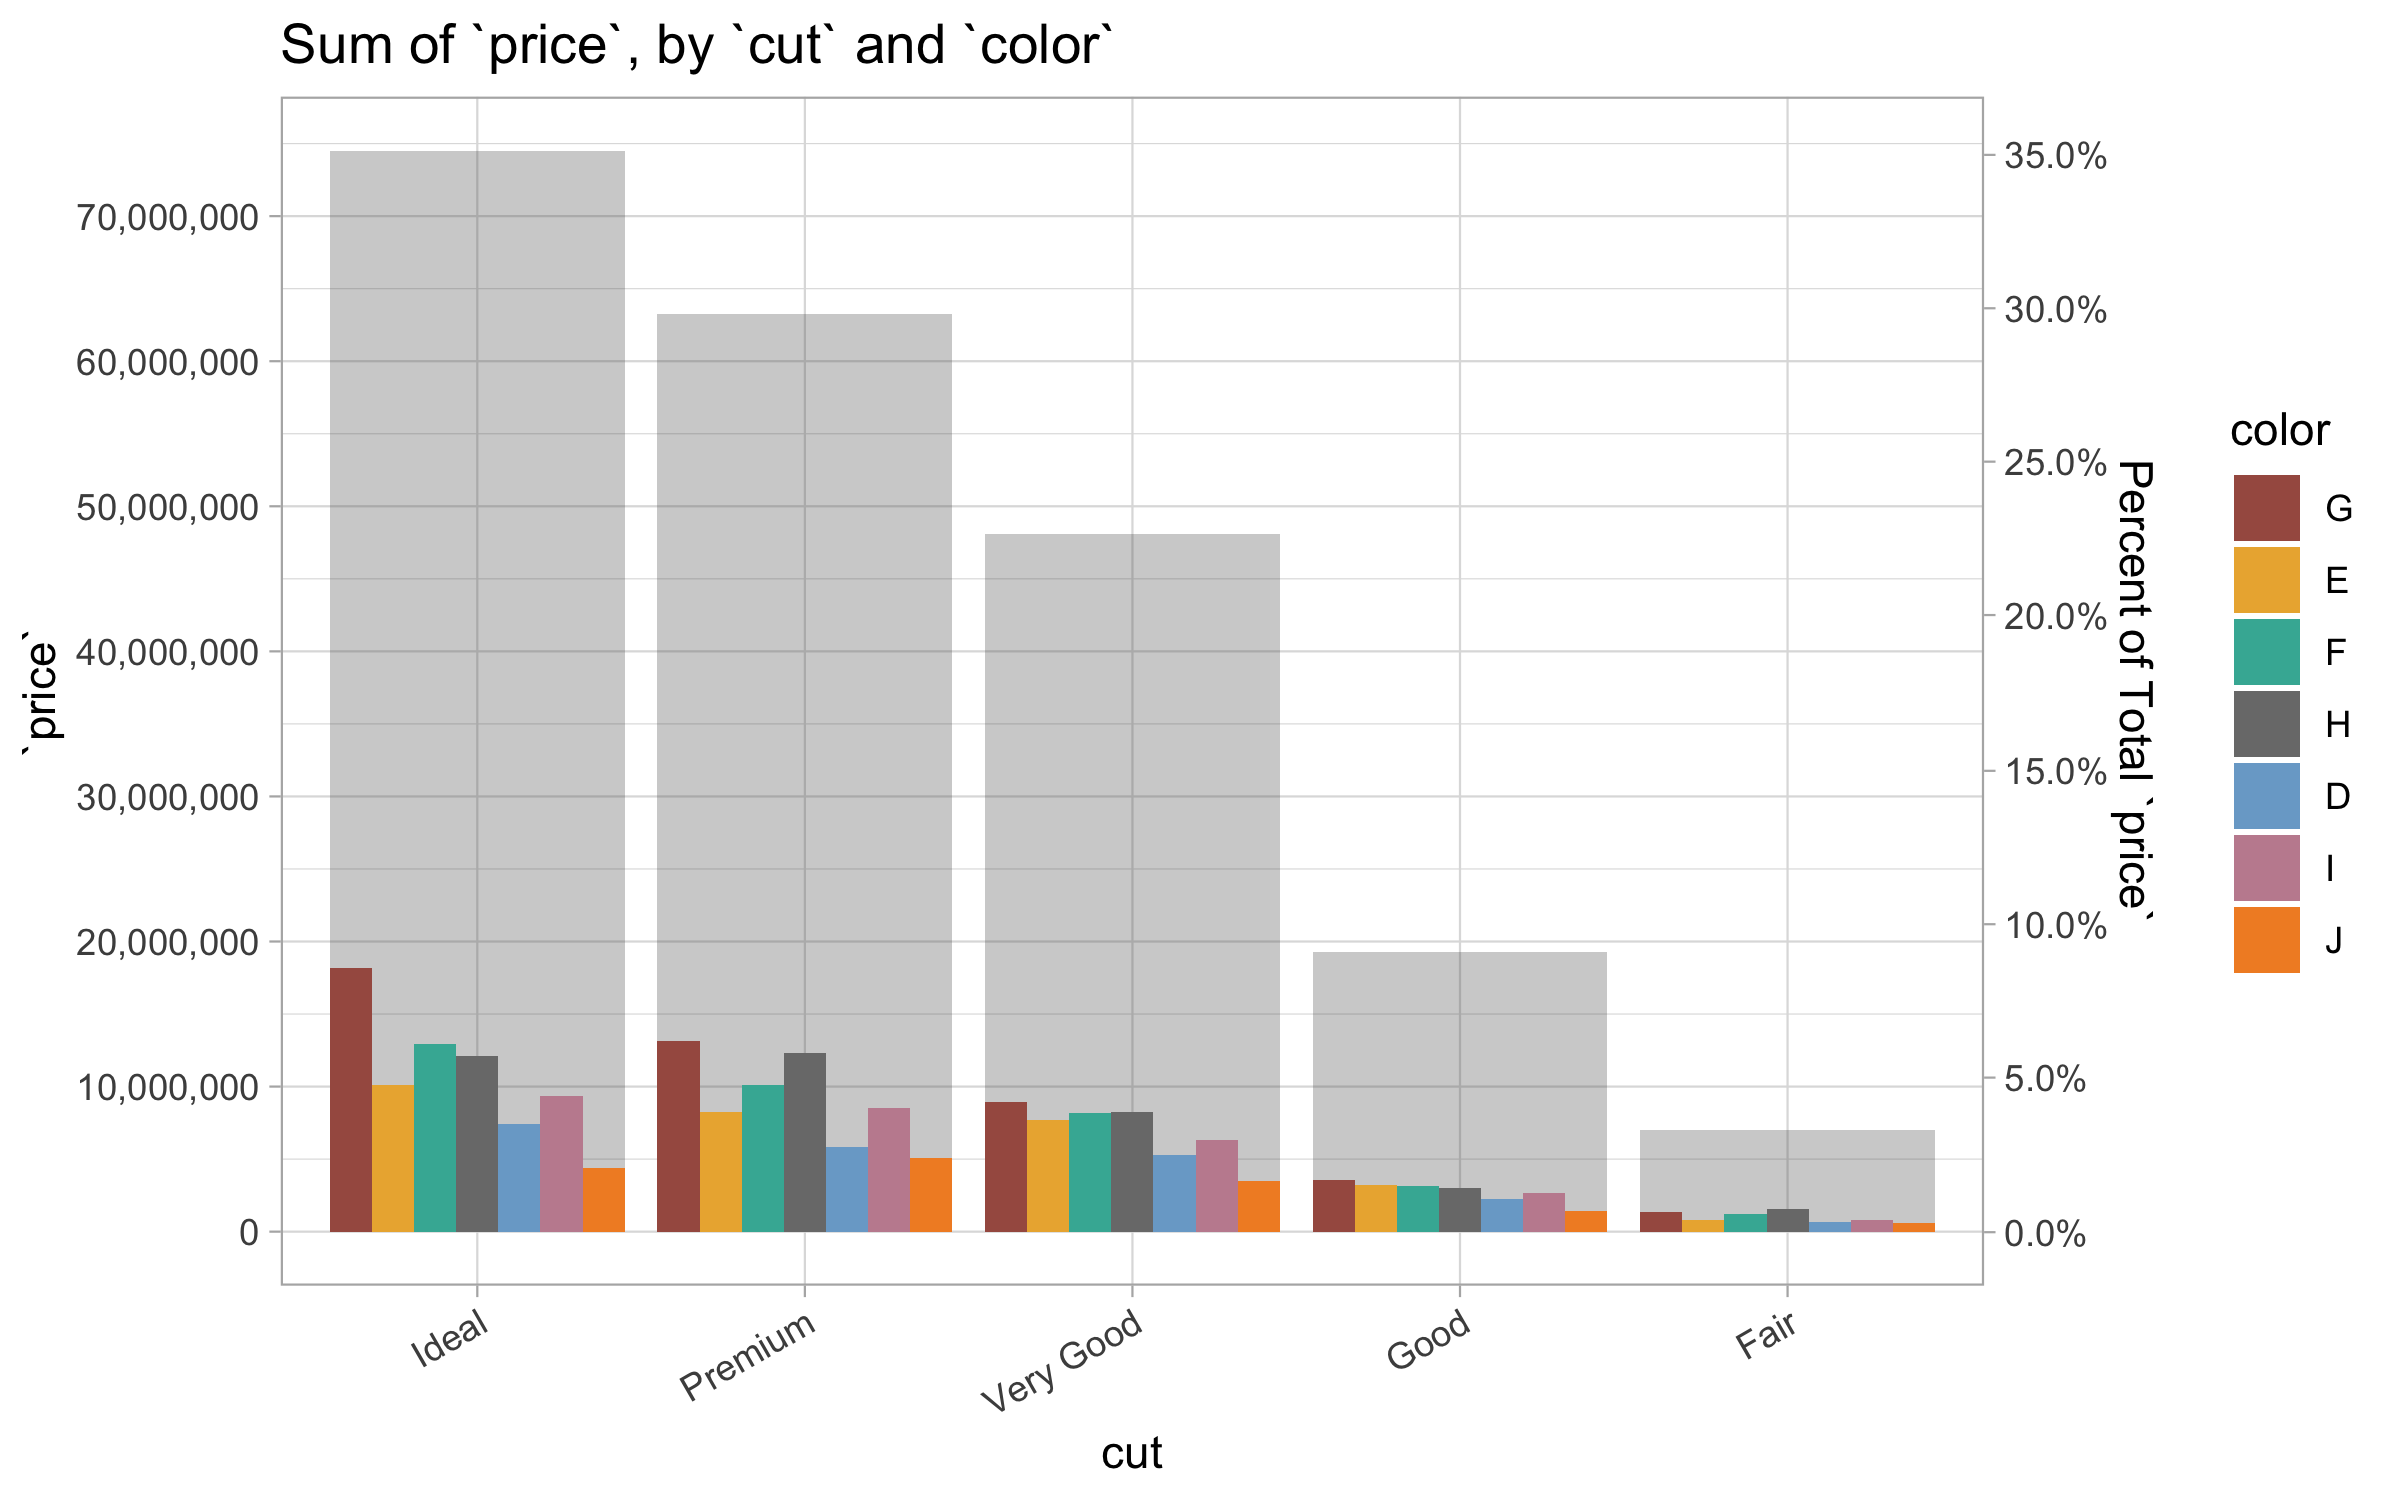 Sum of `price`, by `cut` and `color`
70,000,000
60,000,000
50,000,000
40,000,000
30,000,000
20,000,000
10,000,000
0
`price`
35.0%
30.0%
25.0%
20.0%
15.0%
10.0%
5.0%
0.0%
Percent of Total `price`
Ideal
Premium
Very Good
Good
Fair
cut
color
G
E
F
H
D
I
J